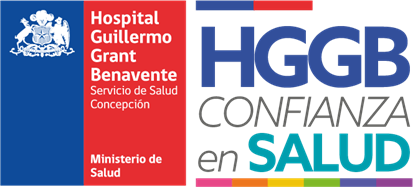 Hospital
Guillermo
Grant
Benavente
Servicio de Salud
Concepción
Ministerio de
Salud
HGGB
CONFIANZA
en SALUD